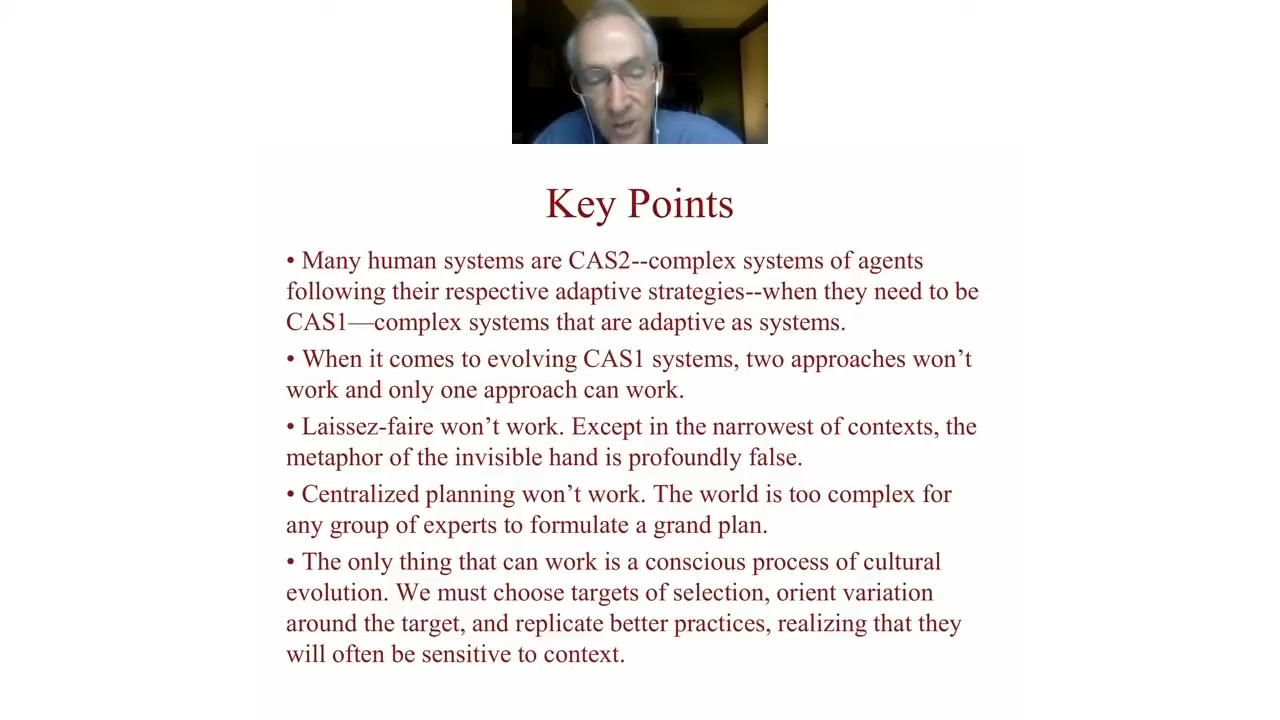 Key Points
• Many human systems are CAS2--complex systems of agents
following their respective adaptive strategies--when they need to be
CAS1—complex systems that are adaptive as systems.
• When it comes to evolving CAS1 systems, two approaches won’t
work and only one approach can work.
• Laissez-faire won’t work. Except in the narrowest of contexts, the
metaphor of the invisible hand is profoundly false.
• Centralized planning won’t work. The world is too complex for
any group of experts to formulate a grand plan.
• The only thing that can work is a conscious process of cultural
evolution. We must choose targets of selection, orient variation
around the target, and replicate better practices, realizing that they
will often be sensitive to context.